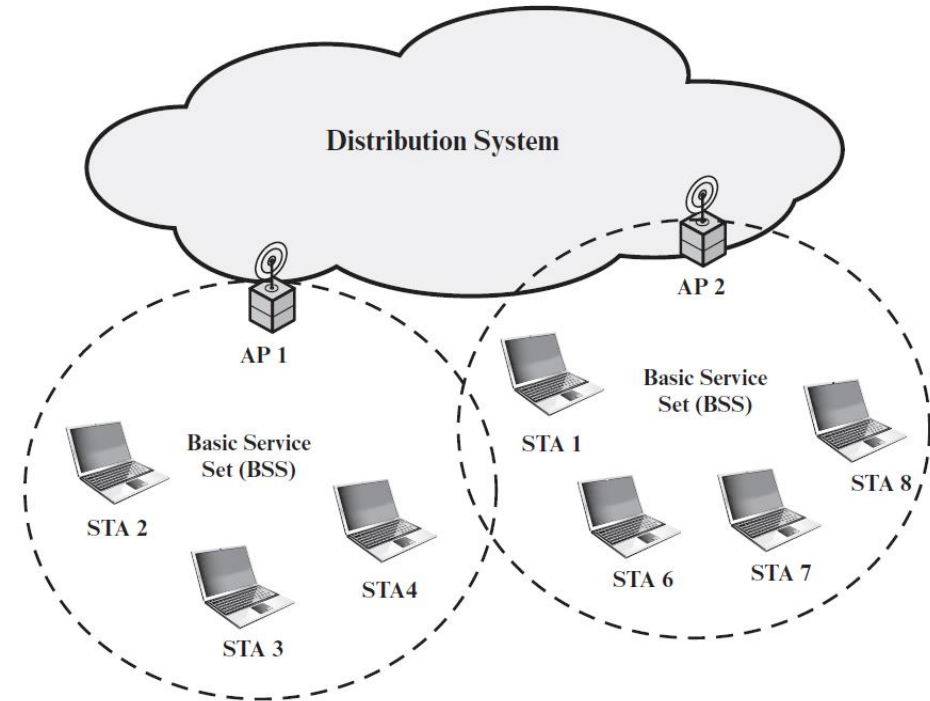 Distribution System
AP 2
AP 1
Basic Service
Set (BSS)
STA 1
STA 8
Basic Service
Set (BSS)
STA 2
STA4
STA 6
STA 7
STA 3